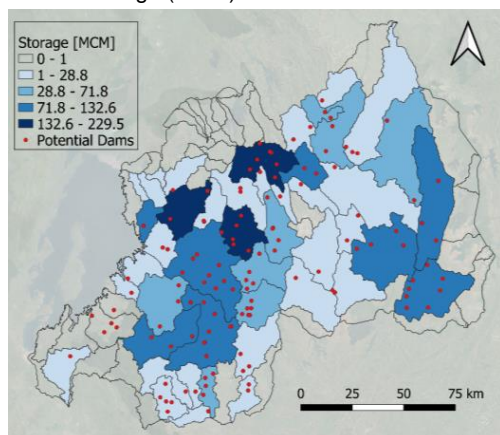 Storage [MCM]
0 - 1
1 - 28.8
28.8 - 71.8
71.8 - 132.6
132.6 - 229.5
Potential Dams
0 25 50 75 km